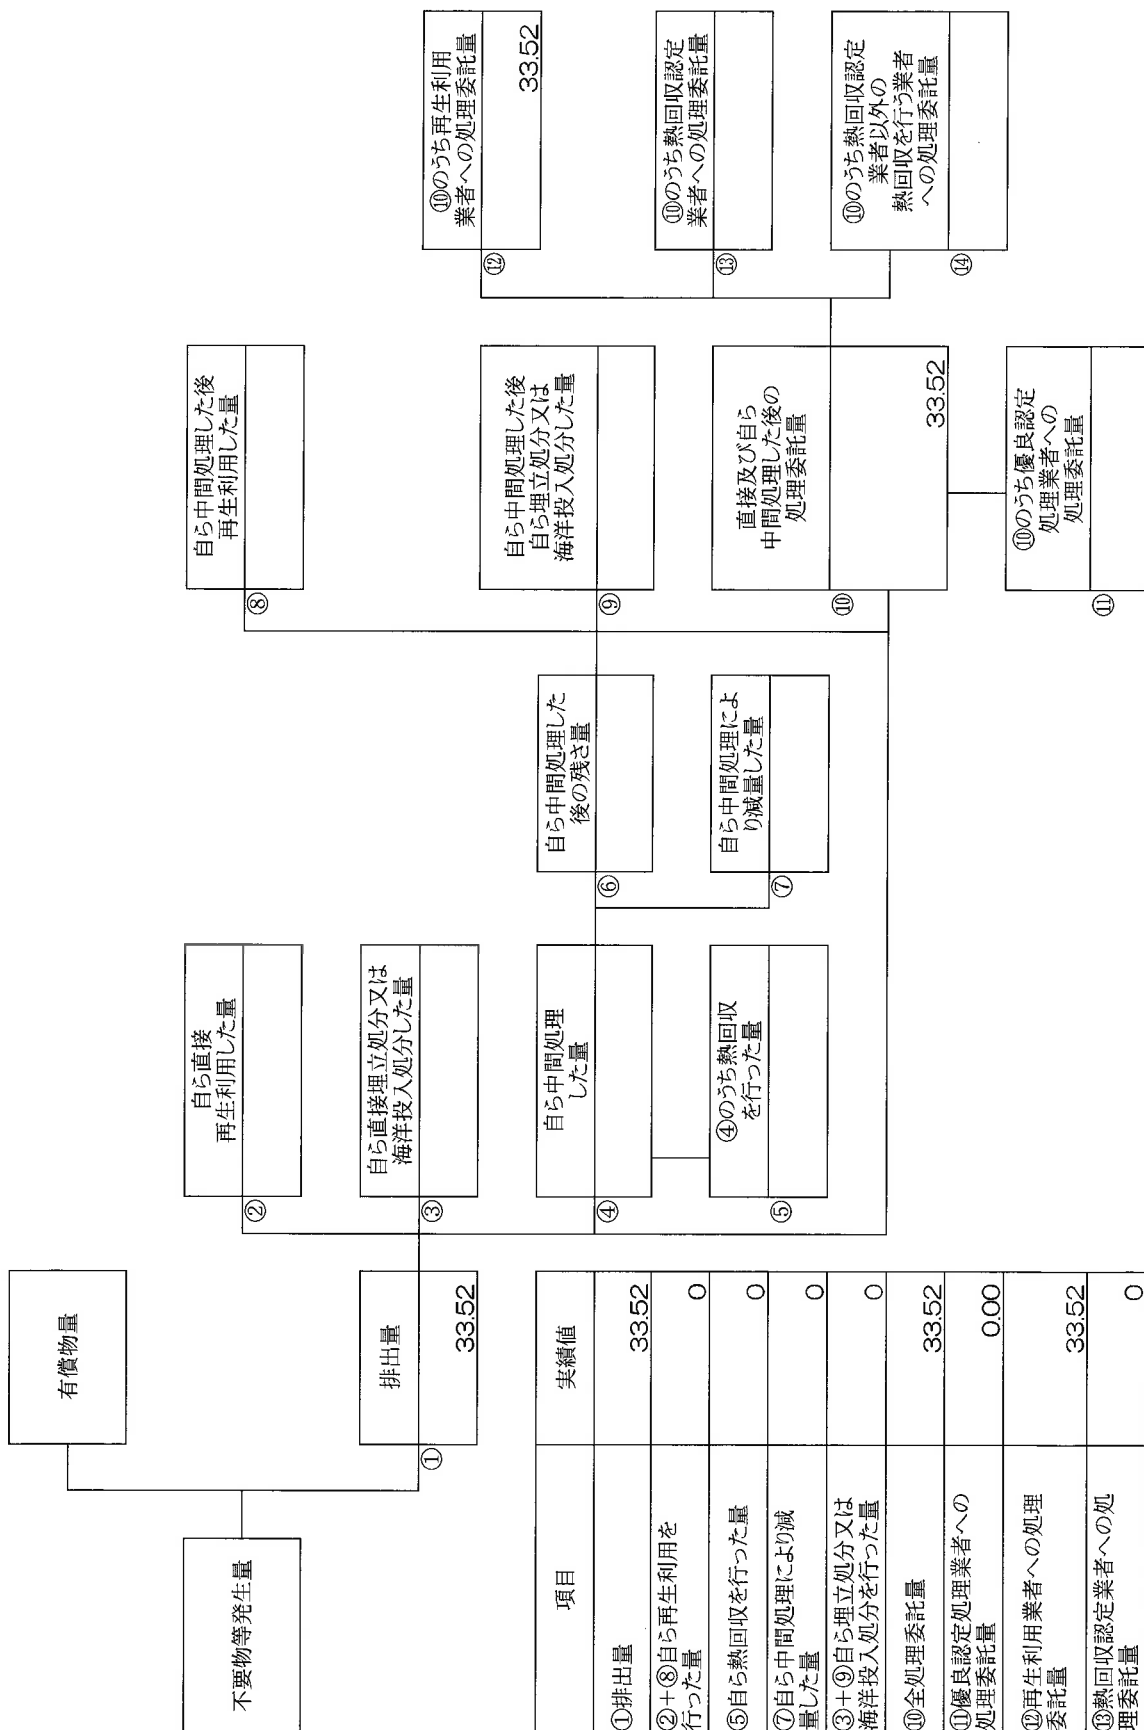 不要物等発生量
有償物量
①
排出量
33.52
②
自ら直接
再生利用した量
③
自ら直接埋立処分又は
海洋投入処分した量
④
自ら中間処理
した量
⑤
④のうち熱回収
を行った量
⑥
自ら中間処理した
後の残さ量
⑦
自ら中間処理によ
り減量した量
⑧
自ら中間処理した後
再生利用した量
⑨
自ら中間処理した後
自ら埋立処分又は
海洋投入処分した量
⑩
直接及び自ら
中間処理した後の
処理委託量
33.52
⑪
⑩のうち優良認定
処理業者への
処理委託量
⑫
⑩のうち再生利用
業者への処理委託量
33.52
⑬
⑩のうち熱回収認定
業者への処理委託量
⑭
⑩のうち熱回収認定
業者以外の
熱回収を行う業者
への処理委託量
項目 実績値
①排出量 33.52
②+⑧自ら再生利用を
行った量 0
⑤自ら熱回収を行った量 0
⑦自ら中間処理により減
量した量 0
③+⑨自ら埋立処分又は
海洋投入処分を行った量 0
⑩全処理委託量 33.52
⑪優良認定処理業者への
処理委託量 0.00
⑫再生利用業者への処理
委託量 33.52
⑬熱回収認定業者への処
理委託量 0